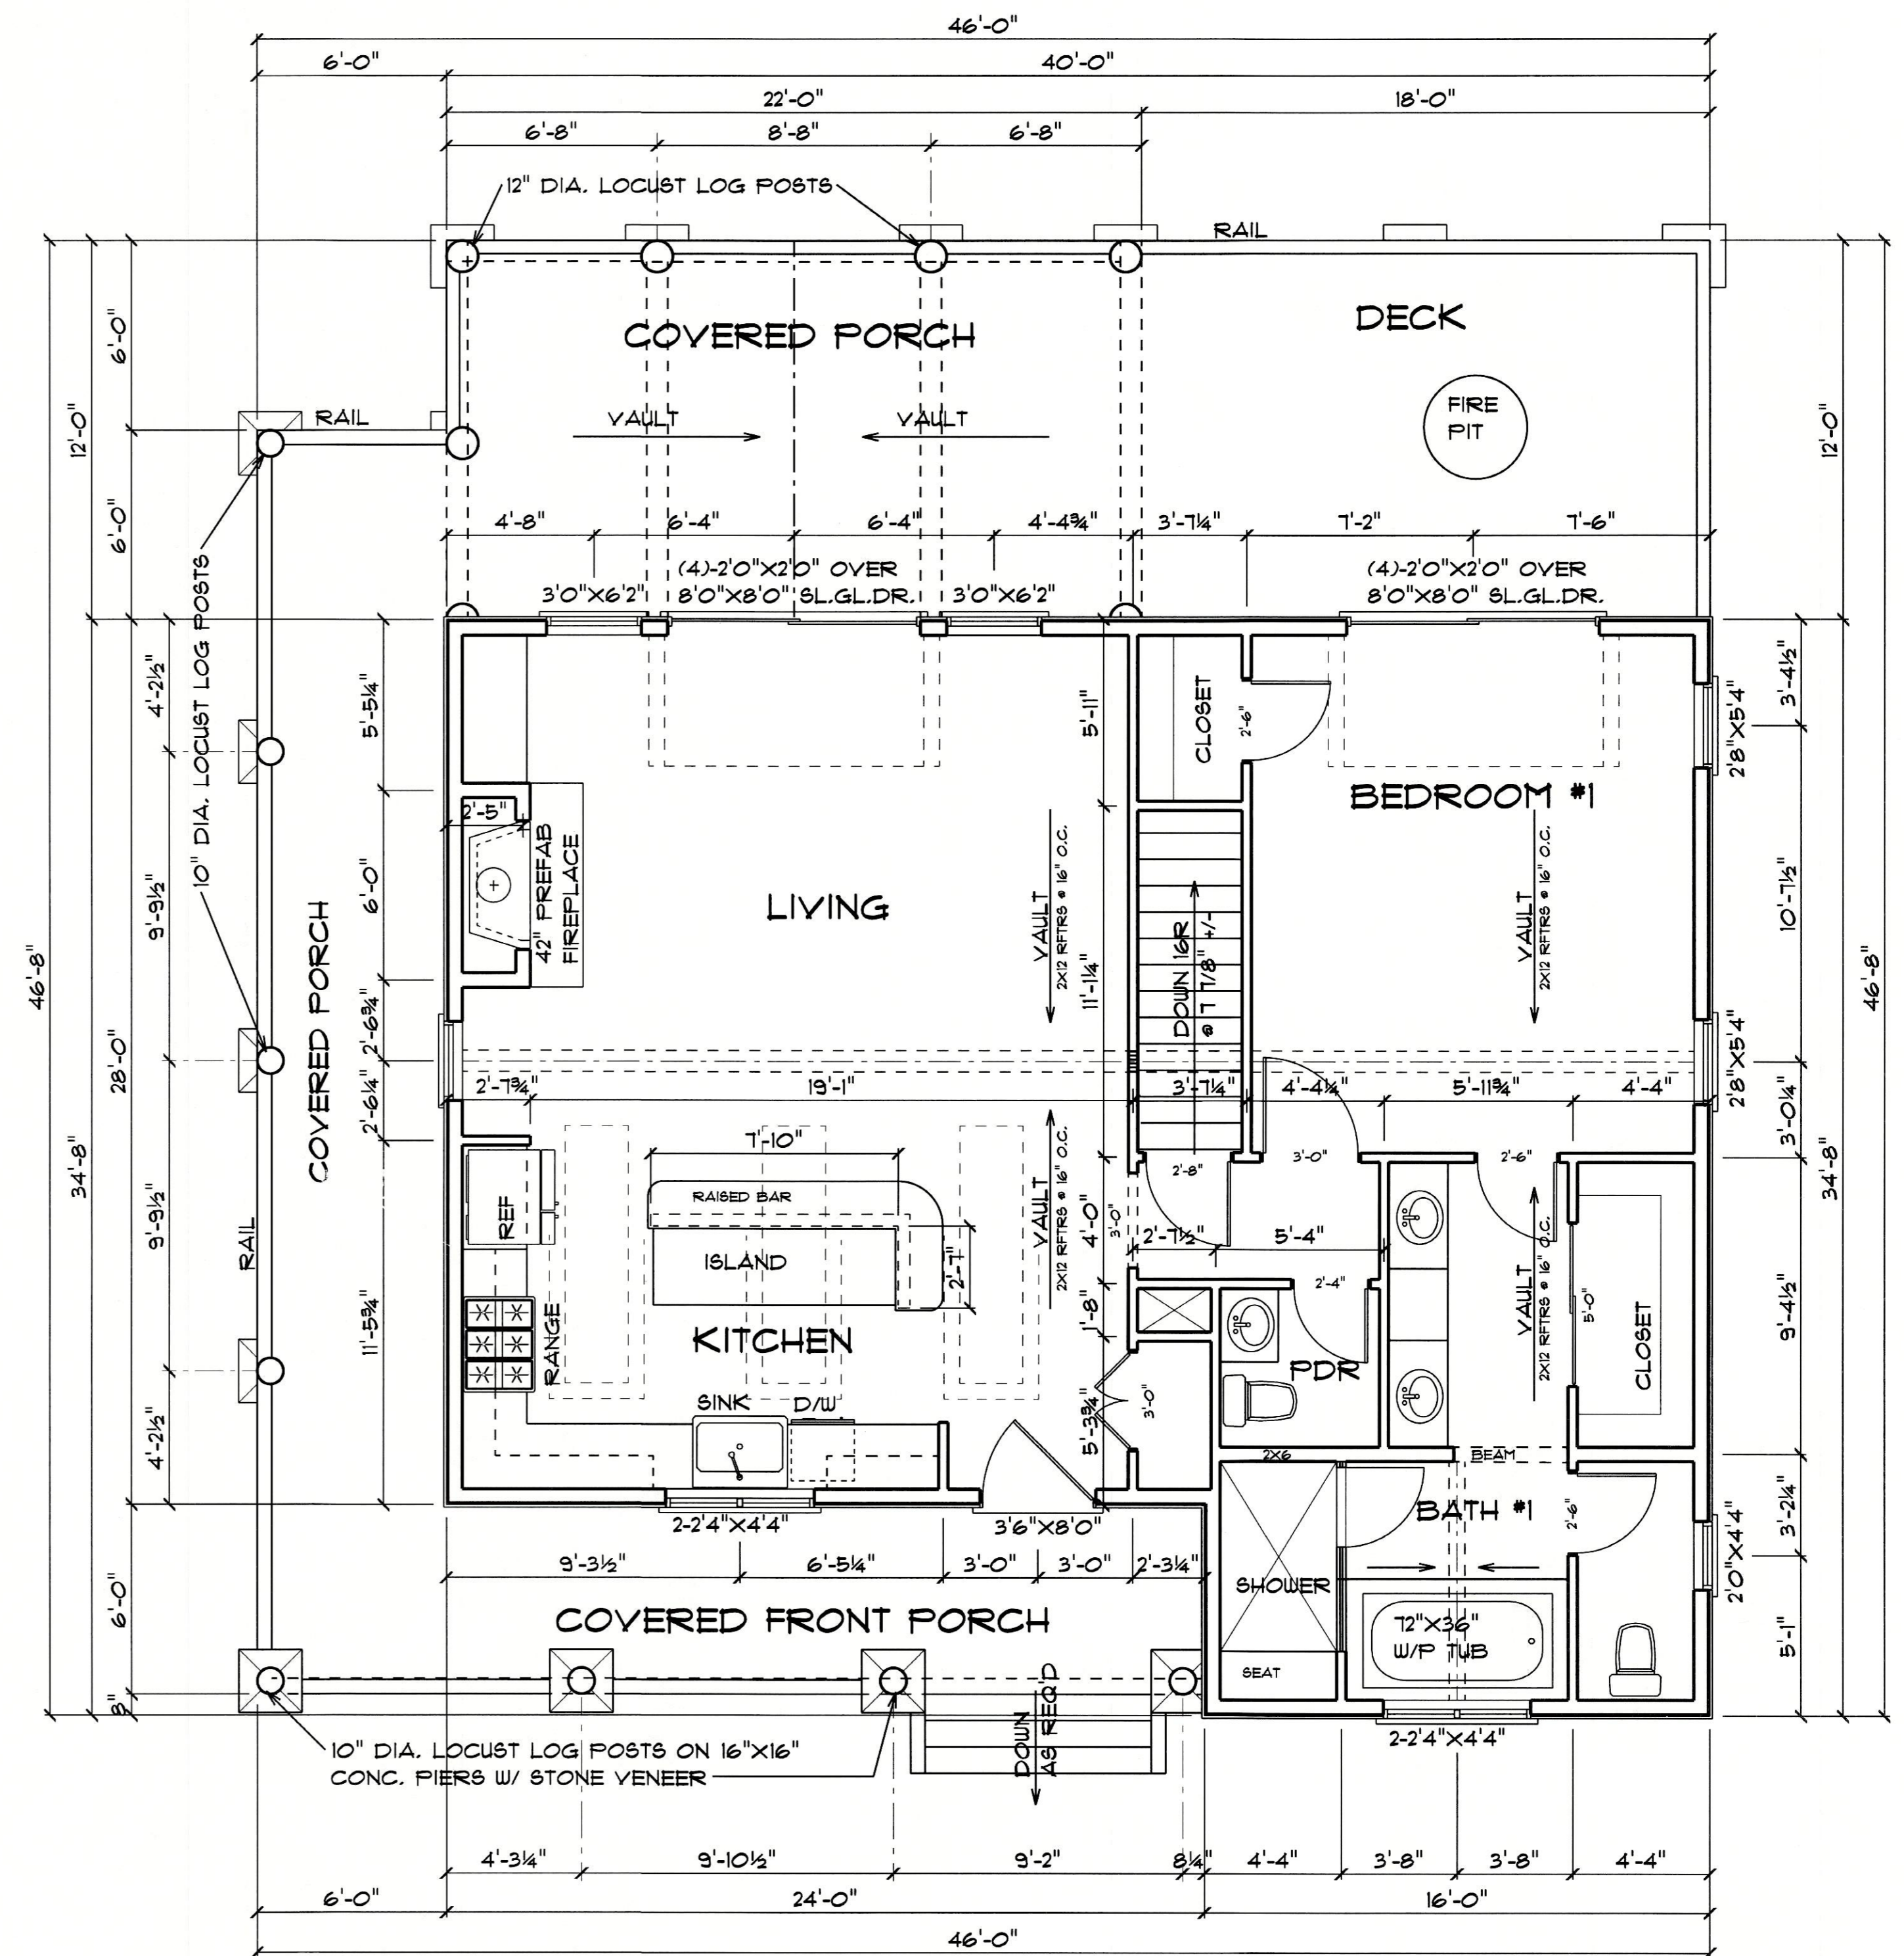 46'-0"
6'-0"
40'-0"
22'-0"
18'-0"
6'-8"
8'-8"
6'-8"
12" DIA. LOCUST LOG POSTS
RAIL
COVERED PORCH
DECK
FIRE
PIT
RAIL
VAULT
VAULT
6'-0"
12'-0"
6'-0"
12'-0"
4'-8"
6'-4"
6'-4"
4'-4¾"
3'-7¼"
7'-2"
7'-6"
3'0"X6'2"
(4)-2'0"X2'0" OVER
8'0"X8'0" SL.GL.DR.
3'0"X6'2"
(4)-2'0"X2'0" OVER
8'0"X8'0" SL.GL.DR.
10" DIA. LOCUST LOG POSTS
46'-8"
34'-8"
28'-0"
4'-2½"
9'-9½"
9'-9½"
4'-2½"
6'-0"
8"
COVERED PORCH
RAIL
5'-5¼"
6'-0"
2'-6¾"
2'-6¼"
11'-5¾"
2'-5"
42" PREFAB
FIREPLACE
LIVING
VAULT
2X12 RFTRS @ 16" O.C.
5'-11"
11'-1¼"
4'-0"
3'-0"
1'-8"
5'-3¾"
CLOSET
2'-6"
DOWN 16R
@ 7 7/8" +/-
BEDROOM #1
VAULT
2X12 RFTRS @ 16" O.C.
2'8"X5'4"
3'-4½"
10'-7½"
2'8"X5'4"
3'-0¼"
9'-4½"
3'-2¼"
5'-1"
34'-8"
46'-8"
2'-7¾"
19'-1"
3'-7¼"
4'-4¼"
5'-11¾"
4'-4"
7'-10"
RAISED BAR
ISLAND
2'-7"
REF
RANGE
KITCHEN
SINK
D/W
VAULT
2X12 RFTRS @ 16" O.C.
2'-8"
3'-0"
2'-6"
2'-7½"
5'-4"
2'-4"
3'-0"
PDR
VAULT
2X12 RFTRS @ 16" O.C.
5'-0"
CLOSET
2X6
BEAM
BATH #1
2'-6"
2'0"X4'4"
SHOWER
SEAT
72"X36"
W/P TUB
2-2'4"X4'4"
3'6"X8'0"
9'-3½"
6'-5¼"
3'-0"
3'-0"
2'-3¼"
COVERED FRONT PORCH
DOWN
AS REQ'D
2-2'4"X4'4"
10" DIA. LOCUST LOG POSTS ON 16"X16"
CONC. PIERS W/ STONE VENEER
4'-3¼"
9'-10½"
9'-2"
8¼"
4'-4"
3'-8"
3'-8"
4'-4"
6'-0"
24'-0"
16'-0"
46'-0"